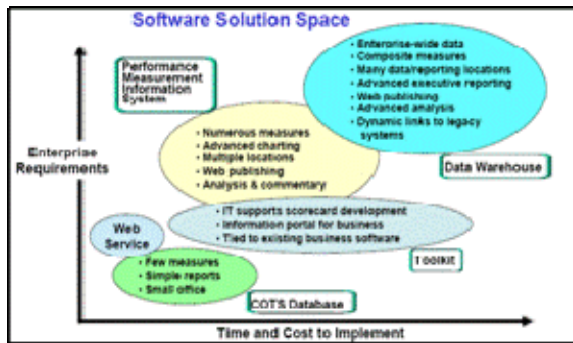 Software Solution Space
Performance
Measurement
Information
System
• Enterprise-wide data
• Composite measures
• Many data/reporting locations
• Advanced executive reporting
• Web publishing
• Advanced analysis
• Dynamic links to legacy
systems
Data Warehouse
• Numerous measures
• Advanced charting
• Multiple locations
• Web publishing
• Analysis & commentary
Enterprise
Requirements
• IT supports scorecard development
• Information portal for business
• Tied to existing business software
Toolkit
Web
Service
• Few measures
• Simple reports
• Small office
COTS Database
Time and Cost to Implement